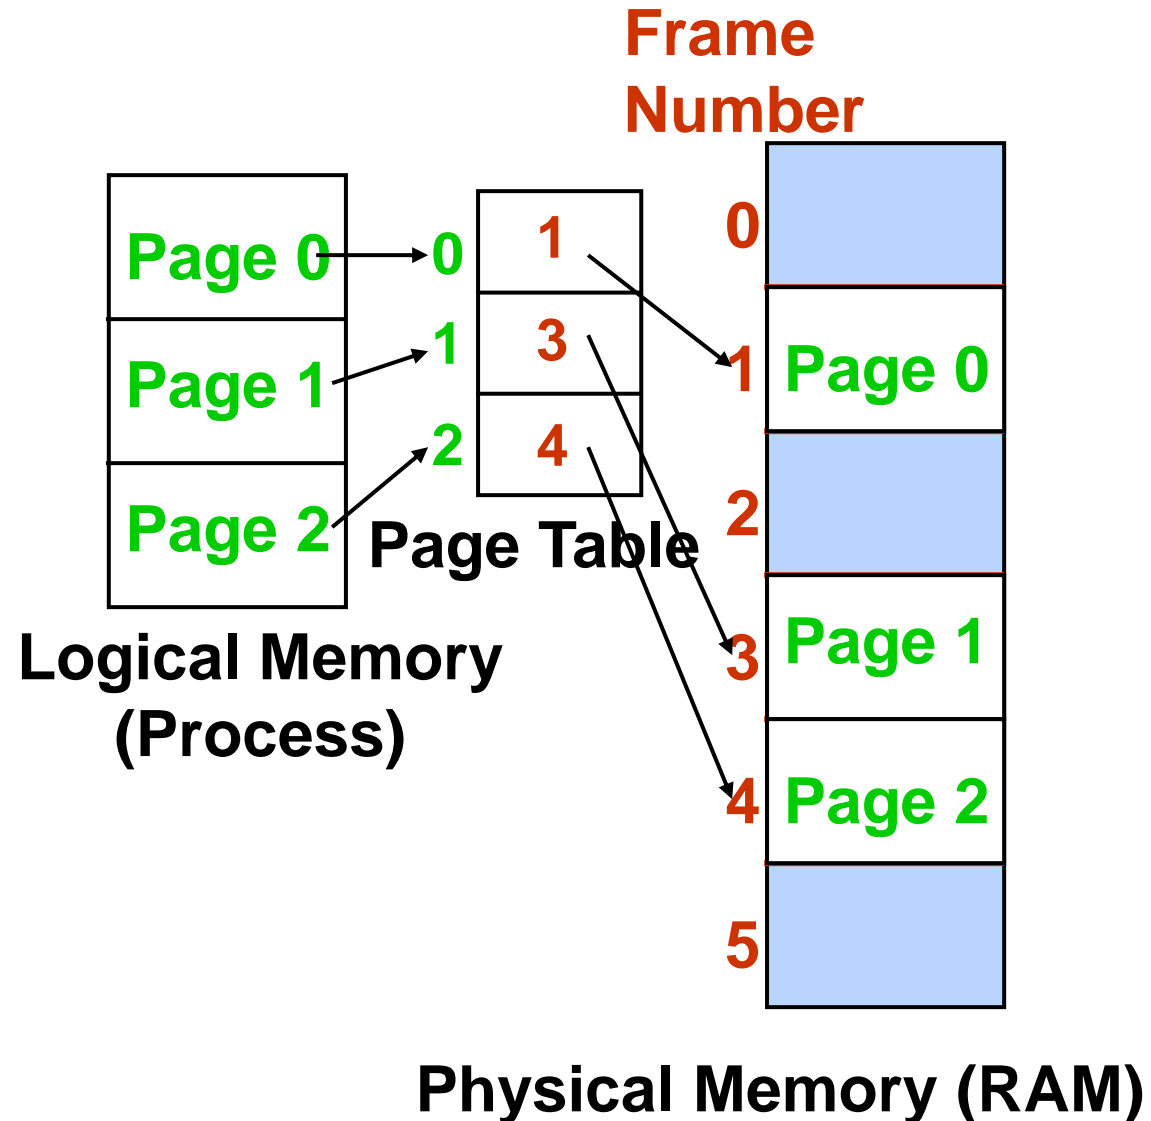 Frame
Number
Page 0
Page 1
Page 2
Logical Memory
(Process)
0
1
2
1
3
4
Page Table
0
1
2
3
4
5
Page 0
Page 1
Page 2
Physical Memory (RAM)